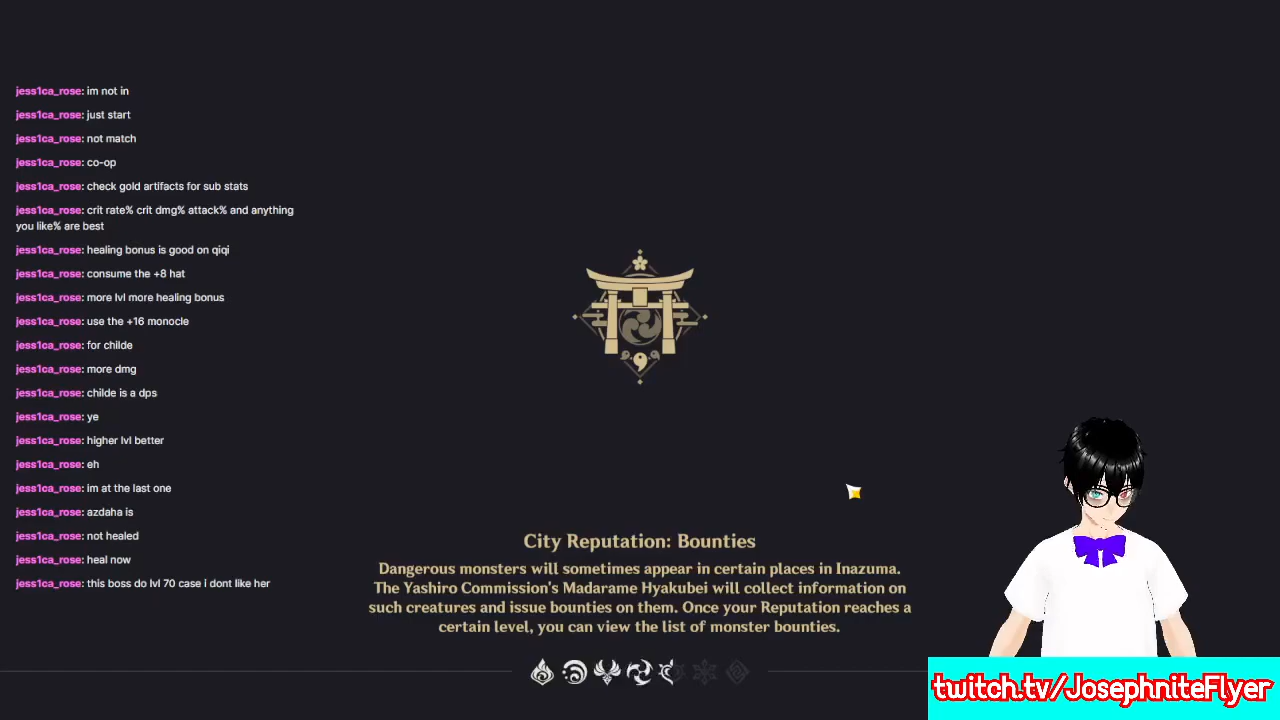 jess1ca_rose: im not in
jess1ca_rose: just start
jess1ca_rose: not match
jess1ca_rose: co-op
jess1ca_rose: check gold artifacts for sub stats
jess1ca_rose: crit rate% crit dmg% attack% and anything
you like% are best
jess1ca_rose: healing bonus is good on qiqi
jess1ca_rose: consume the +8 hat
jess1ca_rose: more lvl more healing bonus
jess1ca_rose: use the +16 monocle
jess1ca_rose: for childe
jess1ca_rose: more dmg
jess1ca_rose: childe is a dps
jess1ca_rose: ye
jess1ca_rose: higher lvl better
jess1ca_rose: eh
jess1ca_rose: im at the last one
jess1ca_rose: azdaha is
jess1ca_rose: not healed
jess1ca_rose: heal now
jess1ca_rose: this boss do lvl 70 case i dont like her
City Reputation: Bounties
Dangerous monsters will sometimes appear in certain places in Inazuma.
The Yashiro Commission's Madarame Hyakubei will collect information on
such creatures and issue bounties on them. Once your Reputation reaches a
certain level, you can view the list of monster bounties.
twitch.tv/JosephniteFlyer